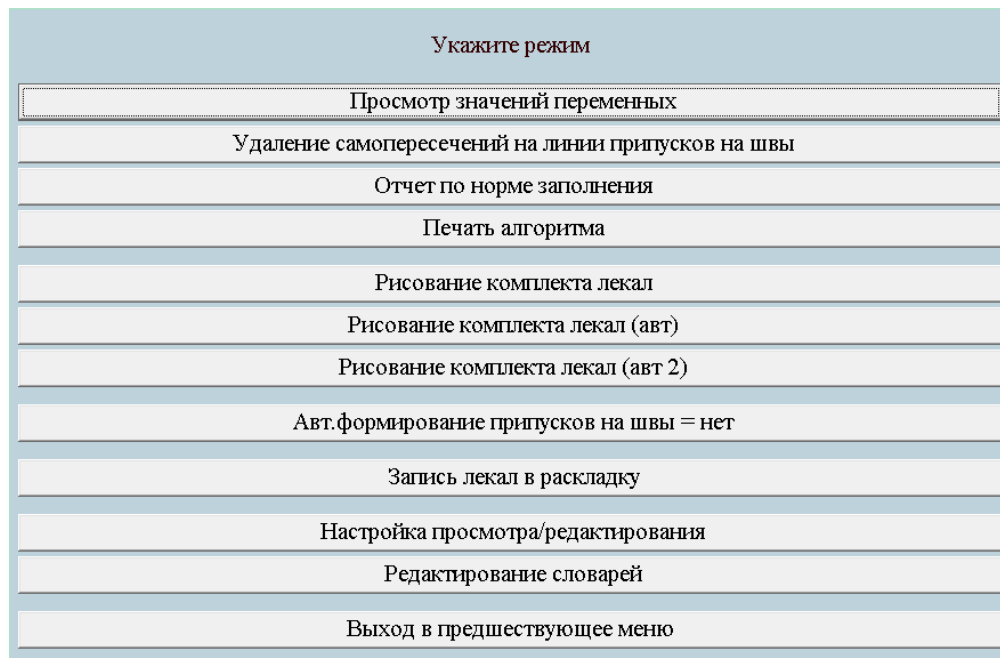 Укажите режим
Просмотр значений переменных
Удаление самопересечений на линии припусков на швы
Отчет по норме заполнения
Печать алгоритма
Рисование комплекта лекал
Рисование комплекта лекал (авт)
Рисование комплекта лекал (авт 2)
Авт.формирование припусков на швы = нет
Запись лекал в раскладку
Настройка просмотра/редактирования
Редактирование словарей
Выход в предшествующее меню